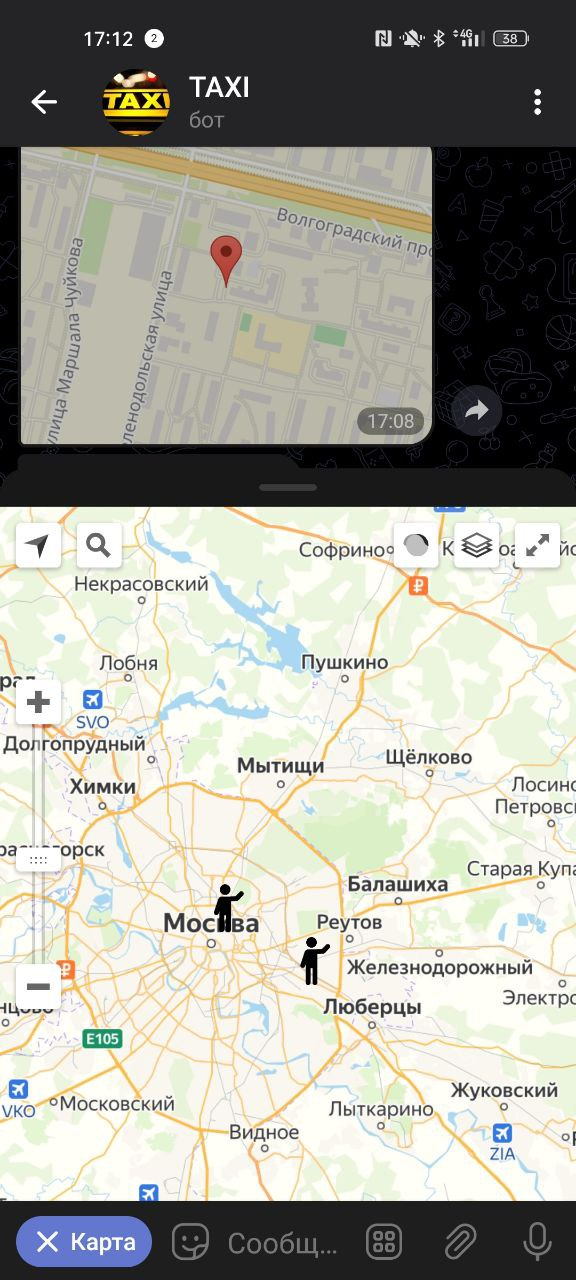 17:12 2
4G 38
TAXI
TAXI
бот
Волгоградский про
улица Маршала Чуйкова
леnодольская улица
17:08
Софрино
Некрасовский
Лобня
Пушкино
SVO
Долгопрудный
Мытищи
Щёлково
Химки
Лосино
Петровск
Балашиха
Старая Купа
Москва
Реутов
Железнодорожный
Электро
Люберцы
E105
VKO
Московский
Жуковский
Лыткарино
Видное
ZIA
Карта
Сообщ...